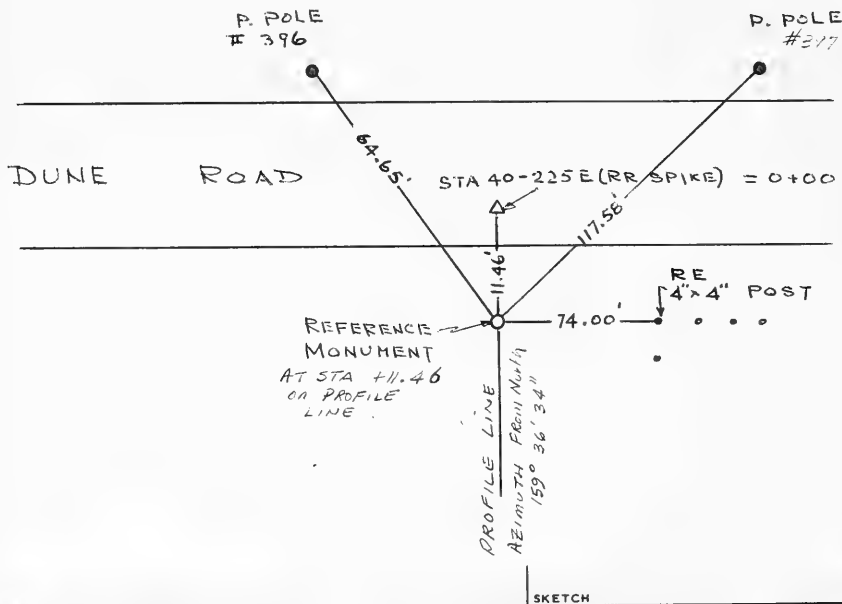 P. POLE
# 396
P. POLE
#397
64.65'
DUNE ROAD
STA 40-225E (RR SPIKE) = 0+00
117.58'
11.46'
RE
4"x 4" POST
74.00'
REFERENCE
MONUMENT
AT STA +11.46
ON PROFILE
LINE.
PROFILE LINE
AZIMUTH FROM North
159° 36' 34"
SKETCH